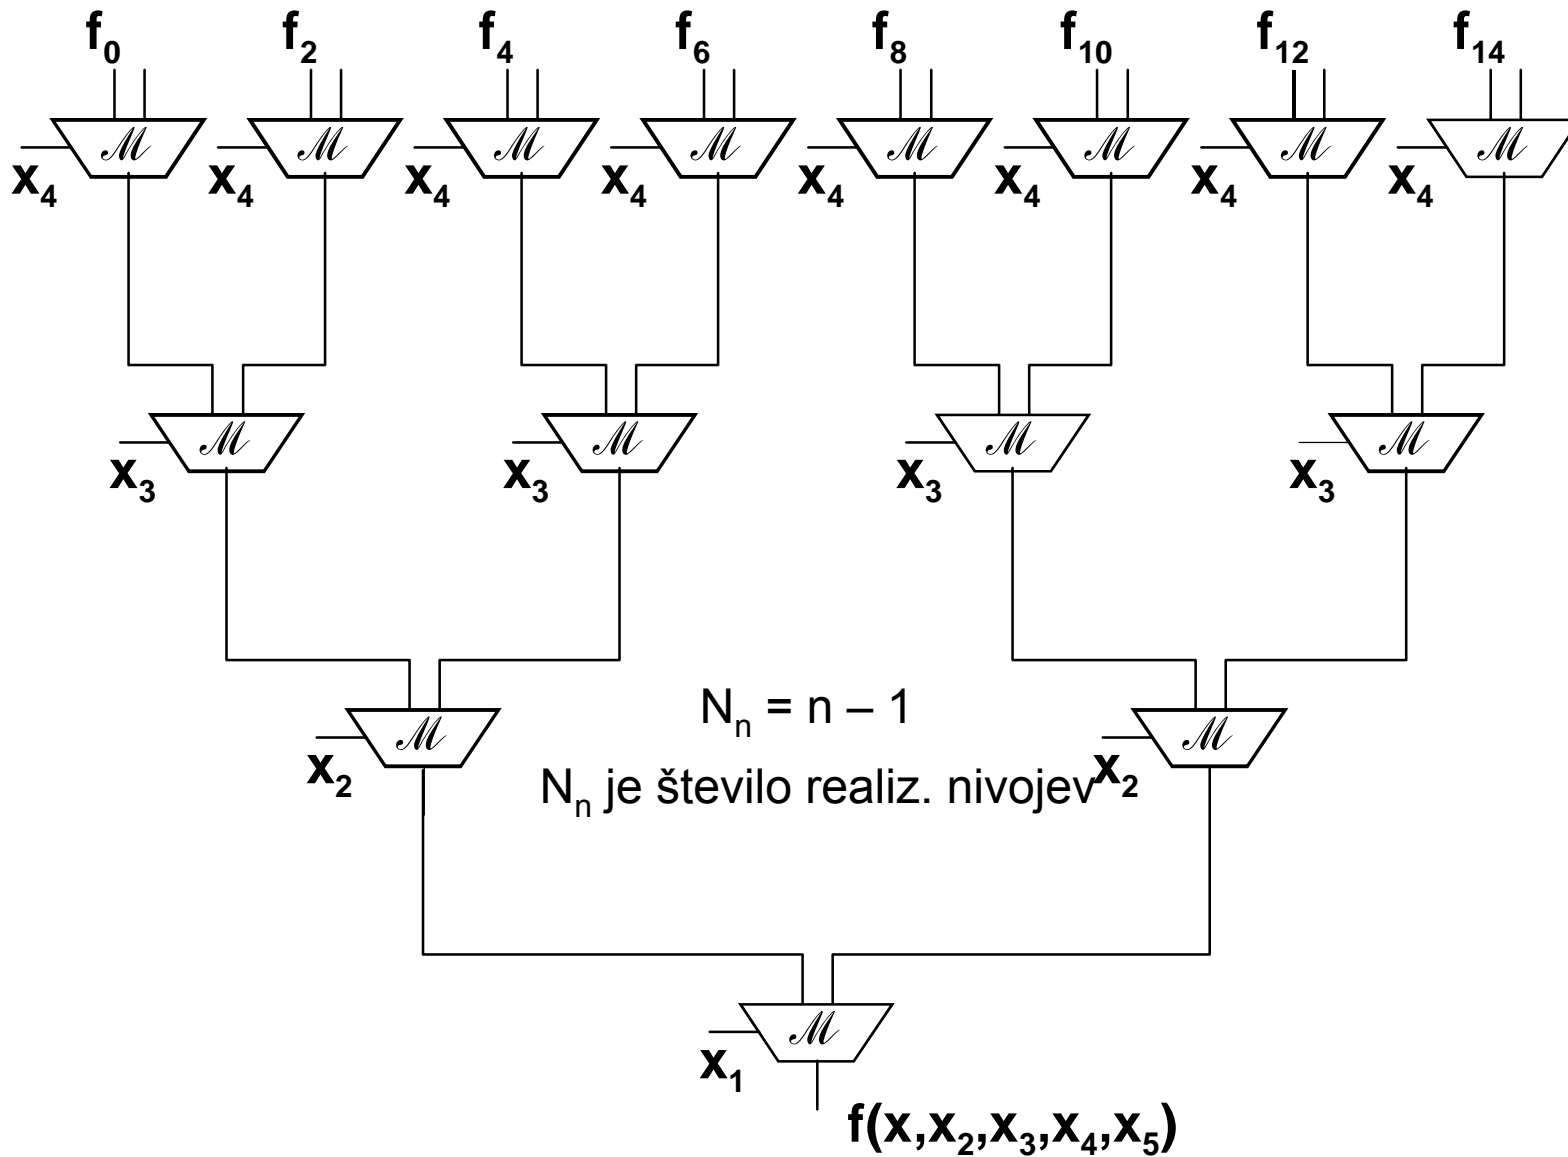 f₀ f₂ f₄ f₆ f₈ f₁₀ f₁₂ f₁₄
ℳ ℳ ℳ ℳ ℳ ℳ ℳ ℳ
x₄ x₄ x₄ x₄ x₄ x₄ x₄ x₄
ℳ ℳ ℳ ℳ
x₃ x₃ x₃ x₃
Nₙ = n – 1
ℳ ℳ
x₂ x₂
Nₙ je število realiz. nivojev
ℳ
x₁
f(x,x₂,x₃,x₄,x₅)